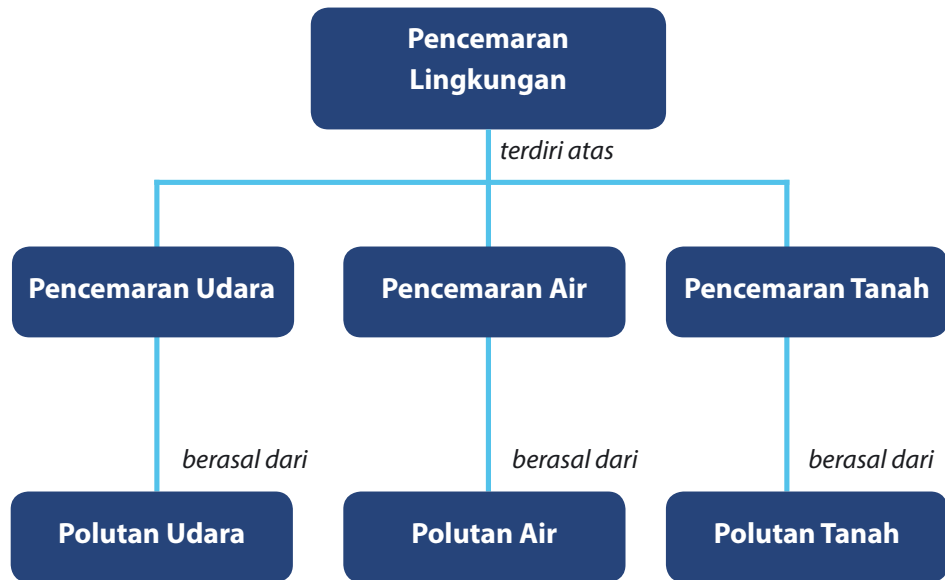 Pencemaran
Lingkungan
terdiri atas
Pencemaran Udara
Pencemaran Air
Pencemaran Tanah
berasal dari
berasal dari
berasal dari
Polutan Udara
Polutan Air
Polutan Tanah